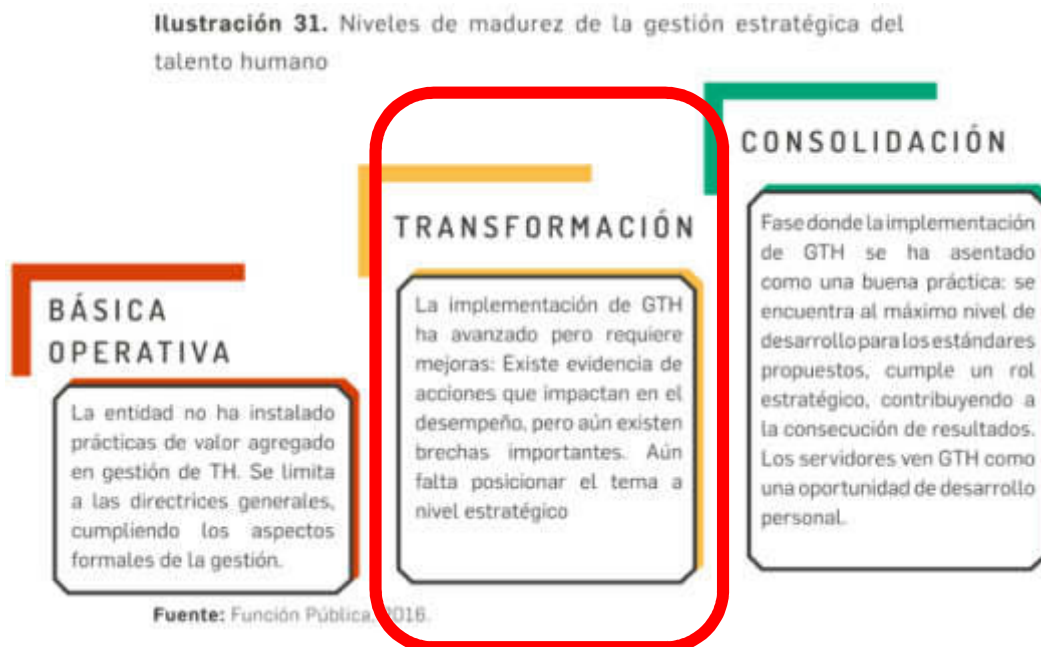 Ilustración 31. Niveles de madurez de la gestión estratégica del
talento humano
BÁSICA
OPERATIVA
La entidad no ha instalado
prácticas de valor agregado
en gestión de TH. Se limita
a las directrices generales,
cumpliendo los aspectos
formales de la gestión.
TRANSFORMACIÓN
La implementación de GTH
ha avanzado pero requiere
mejoras: Existe evidencia de
acciones que impactan en el
desempeño, pero aún existen
brechas importantes. Aún
falta posicionar el tema a
nivel estratégico
CONSOLIDACIÓN
Fase donde la implementación
de GTH se ha asentado
como una buena práctica: se
encuentra al máximo nivel de
desarrollo para los estándares
propuestos, cumple un rol
estratégico, contribuyendo a
la consecución de resultados.
Los servidores ven GTH como
una oportunidad de desarrollo
personal.
Fuente: Función Pública, 2016.